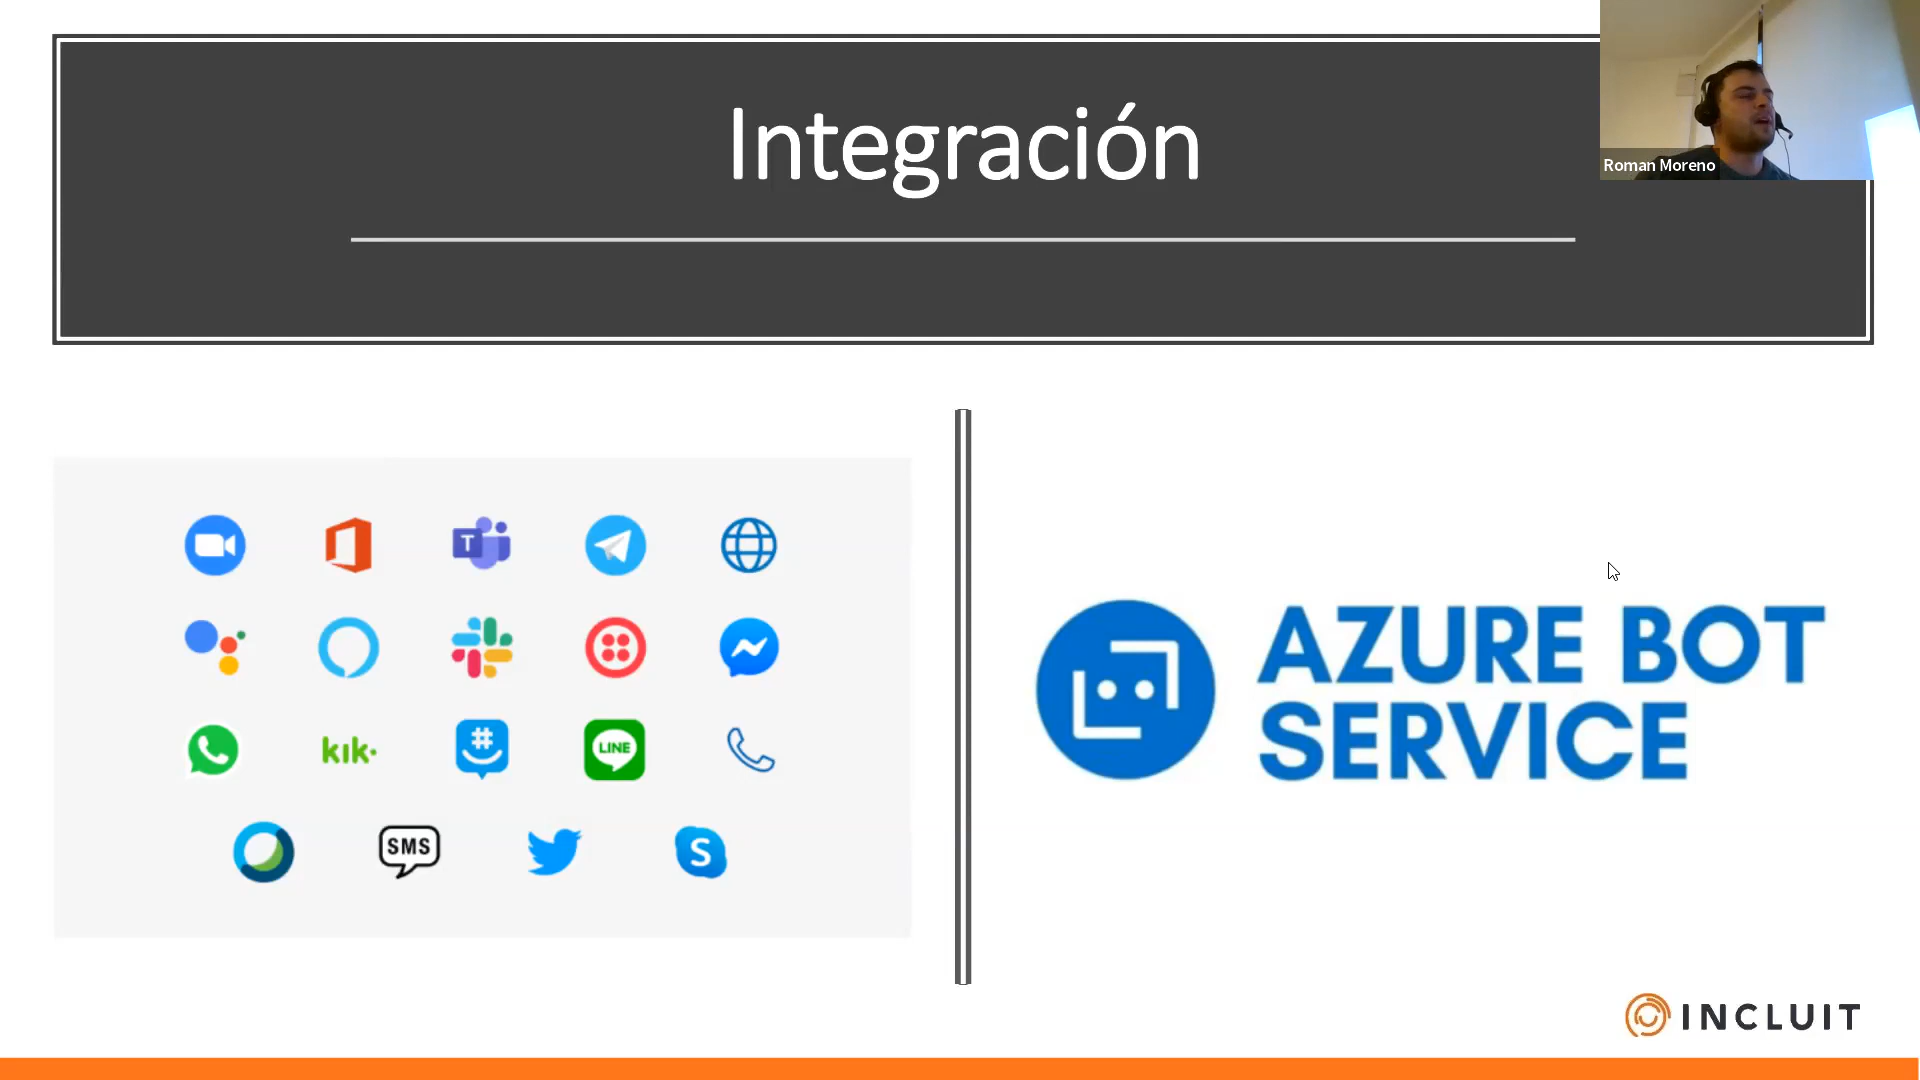 Integración
Roman Moreno
T
kik·
#
LINE
SMS
S
AZURE BOT
SERVICE
INCLUIT